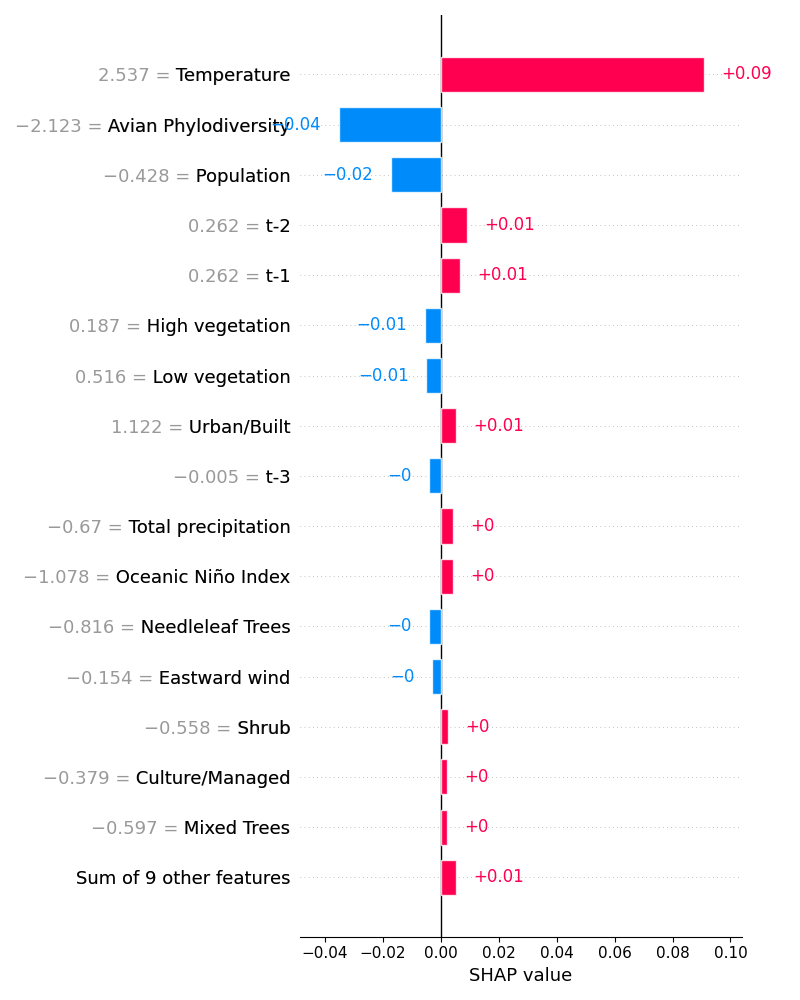 2.537 = Temperature +0.09
−2.123 = Avian Phylodiversity −0.04
−0.428 = Population −0.02
0.262 = t-2 +0.01
0.262 = t-1 +0.01
0.187 = High vegetation −0.01
0.516 = Low vegetation −0.01
1.122 = Urban/Built +0.01
−0.005 = t-3 −0
−0.67 = Total precipitation +0
−1.078 = Oceanic Niño Index +0
−0.816 = Needleleaf Trees −0
−0.154 = Eastward wind −0
−0.558 = Shrub +0
−0.379 = Culture/Managed +0
−0.597 = Mixed Trees +0
Sum of 9 other features +0.01
−0.04 −0.02 0.00 0.02 0.04 0.06 0.08 0.10
SHAP value